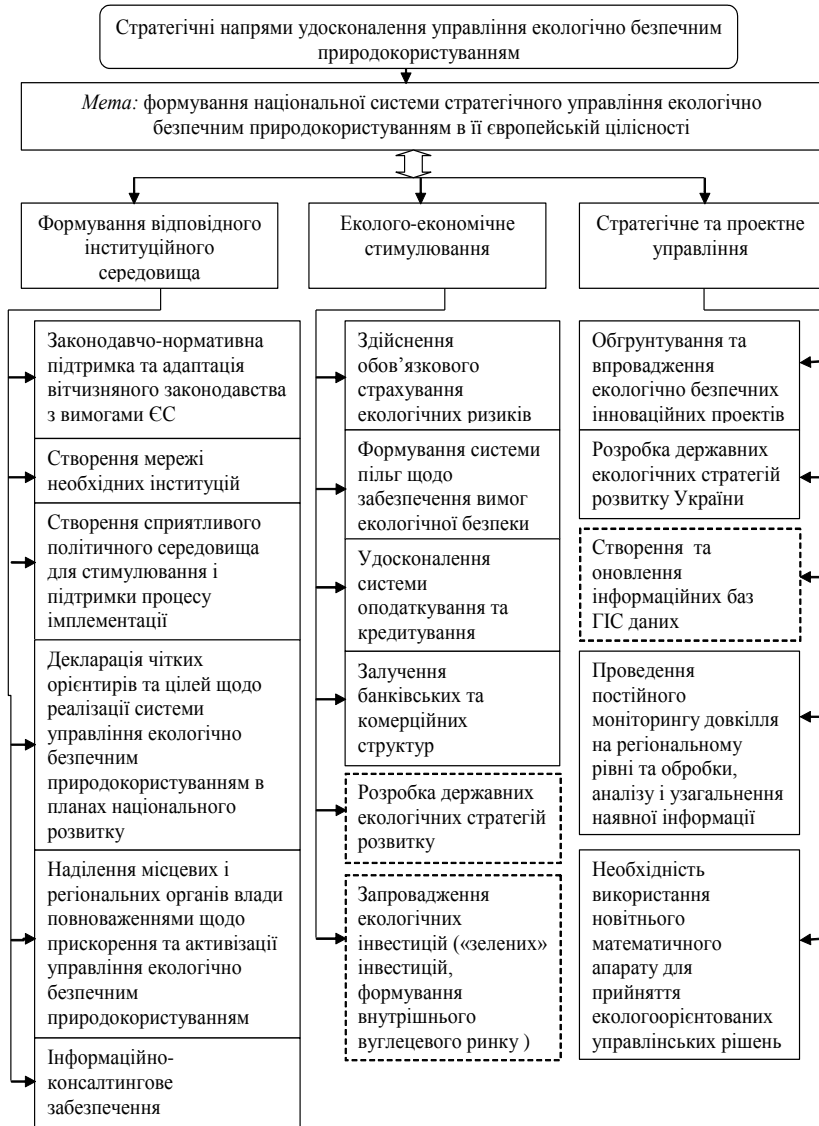 Стратегічні напрями удосконалення управління екологічно безпечним
природокористуванням
Мета: формування національної системи стратегічного управління екологічно
безпечним природокористуванням в її європейській цілісності
Формування відповідного
інституційного
середовища
Еколого-економічне
стимулювання
Стратегічне та проектне
управління
Законодавчо-нормативна
підтримка та адаптація
вітчизняного законодавства
з вимогами ЄС
Створення мережі
необхідних інституцій
Створення сприятливого
політичного середовища
для стимулювання і
підтримки процесу
імплементації
Декларація чітких
орієнтирів та цілей щодо
реалізації системи
управління екологічно
безпечним
природокористуванням в
планах національного
розвитку
Наділення місцевих і
регіональних органів влади
повноваженнями щодо
прискорення та активізації
управління екологічно
безпечним
природокористуванням
Інформаційно-
консалтингове
забезпечення
Здійснення
обов’язкового
страхування
екологічних ризиків
Формування системи
пільг щодо
забезпечення вимог
екологічної безпеки
Удосконалення
системи
оподаткування та
кредитування
Залучення
банківських та
комерційних
структур
Розробка державних
екологічних стратегій
розвитку
Запровадження
екологічних
інвестицій («зелених»
інвестицій,
формування
внутрішнього
вуглецевого ринку )
Обгрунтування та
впровадження
екологічно безпечних
інноваційних проектів
Розробка державних
екологічних стратегій
розвитку України
Створення та
оновлення
інформаційних баз
ГІС даних
Проведення
постійного
моніторингу довкілля
на регіональному
рівні та обробки,
аналізу і узагальнення
наявної інформації
Необхідність
використання
новітнього
математичного
апарату для
прийняття
екологоорієнтованих
управлінських рішень